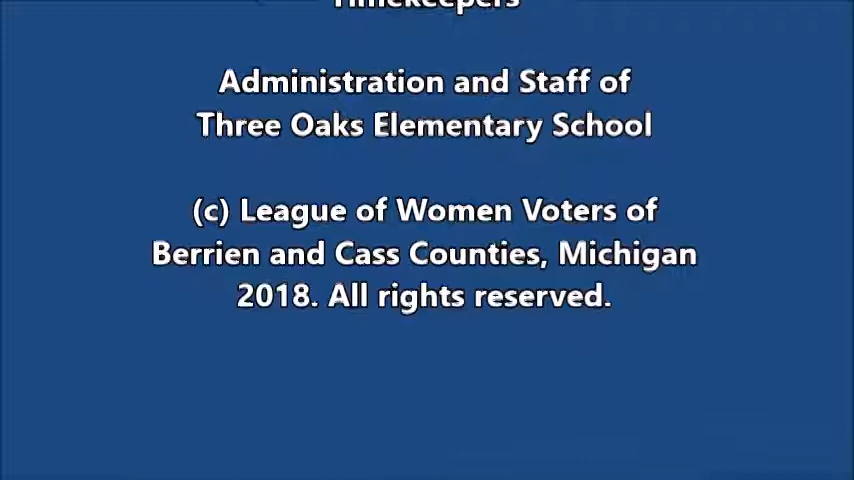 Timekeepers
Administration and Staff of
Three Oaks Elementary School
(c) League of Women Voters of
Berrien and Cass Counties, Michigan
2018. All rights reserved.